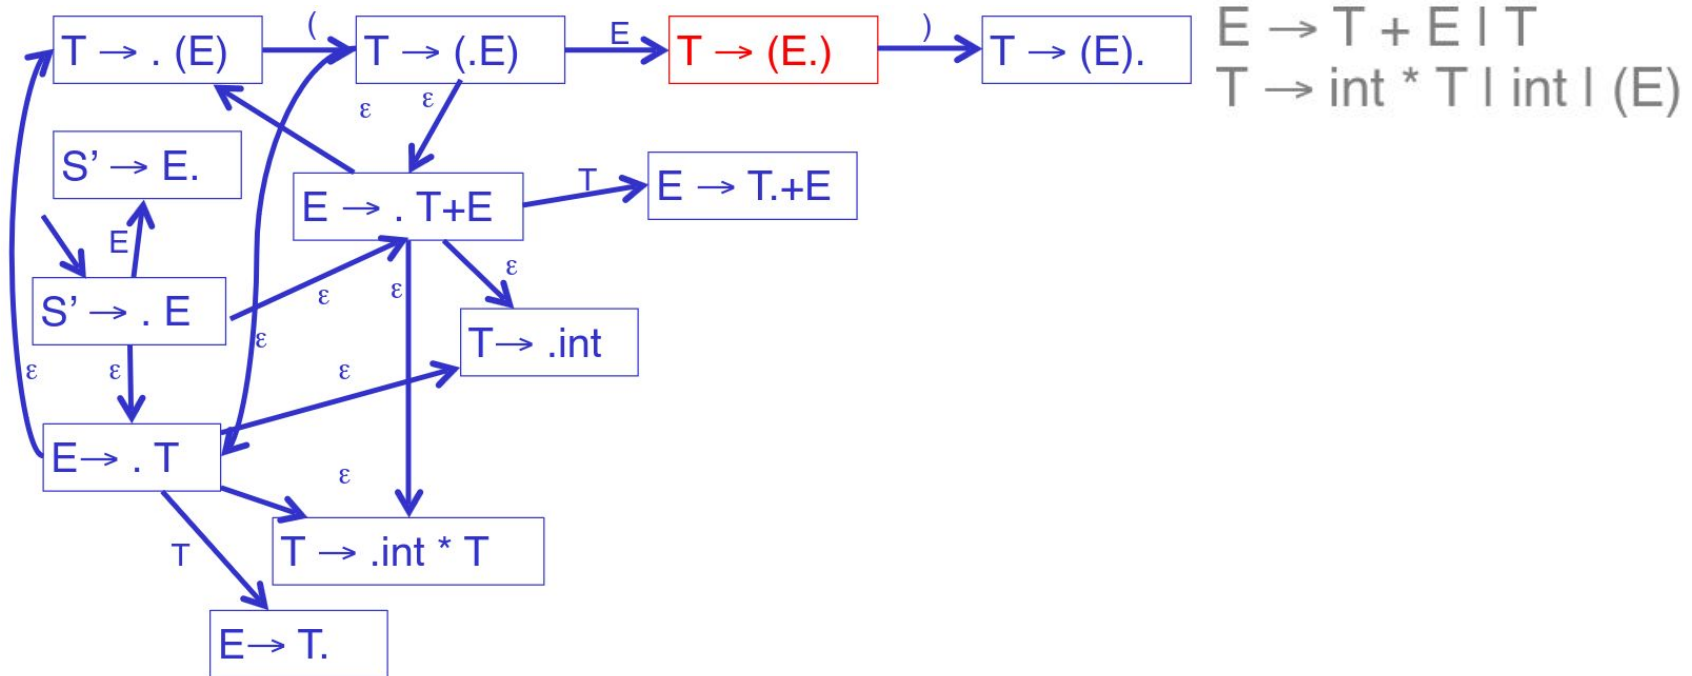 T → . (E)
(
T → (.E)
E
T → (E.)
)
T → (E).
E → T + E | T
T → int * T | int | (E)
ε
ε
S’ → E.
E → . T+E
T
E → T.+E
E
S’ → . E
ε
ε
ε
ε
T→ .int
ε
ε
ε
E→ . T
ε
T → .int * T
T
E→ T.